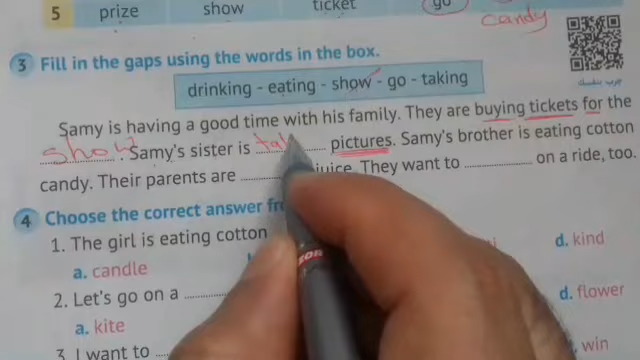 5 prize show ticket go
candy
جرب بنفسك
3 Fill in the gaps using the words in the box.
drinking - eating - show - go - taking
Samy is having a good time with his family. They are buying tickets for the
show. Samy's sister is tak pictures. Samy's brother is eating cotton
candy. Their parents are juice. They want to on a ride, too.
4 Choose the correct answer
1. The girl is eating cotton
a. candle d. kind
2. Let's go on a
a. kite d. flower
3. I want to win